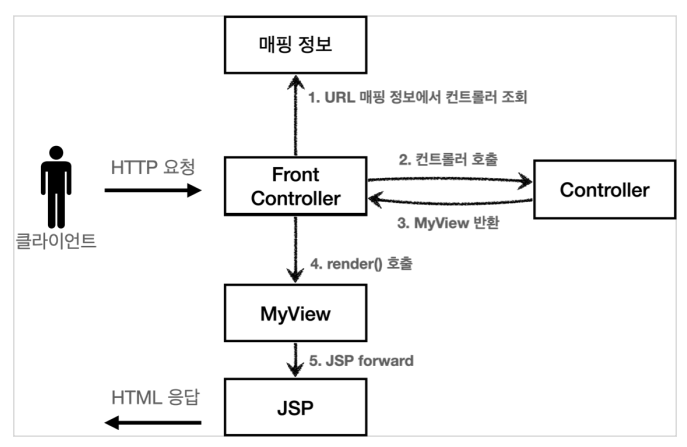 매핑 정보
1. URL 매핑 정보에서 컨트롤러 조회
HTTP 요청
Front
Controller
2. 컨트롤러 호출
Controller
3. MyView 반환
클라이언트
4. render() 호출
MyView
5. JSP forward
HTML 응답
JSP